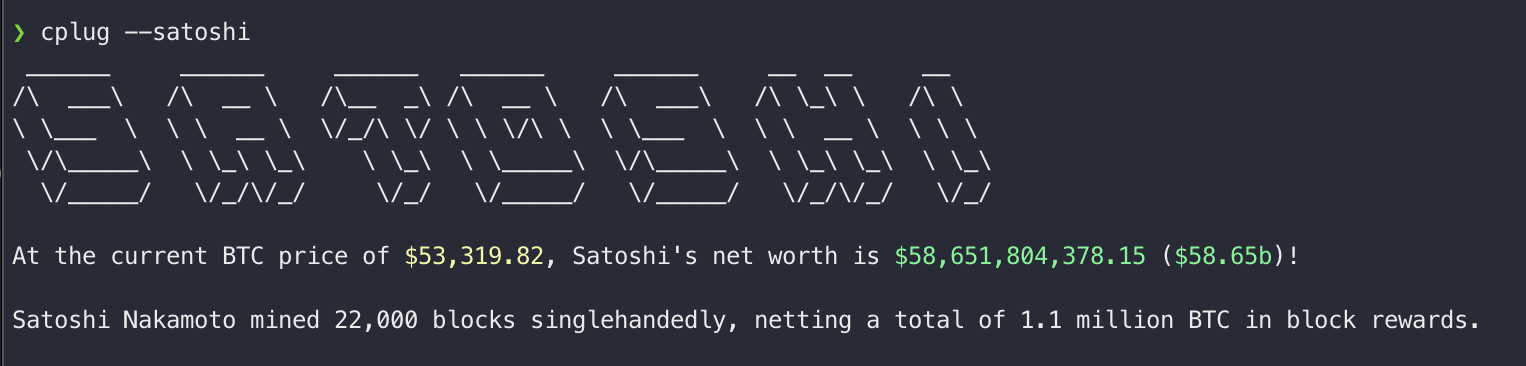 ❯ cplug --satoshi
SATOSHI
At the current BTC price of $53,319.82, Satoshi's net worth is $58,651,804,378.15 ($58.65b)!
Satoshi Nakamoto mined 22,000 blocks singlehandedly, netting a total of 1.1 million BTC in block rewards.